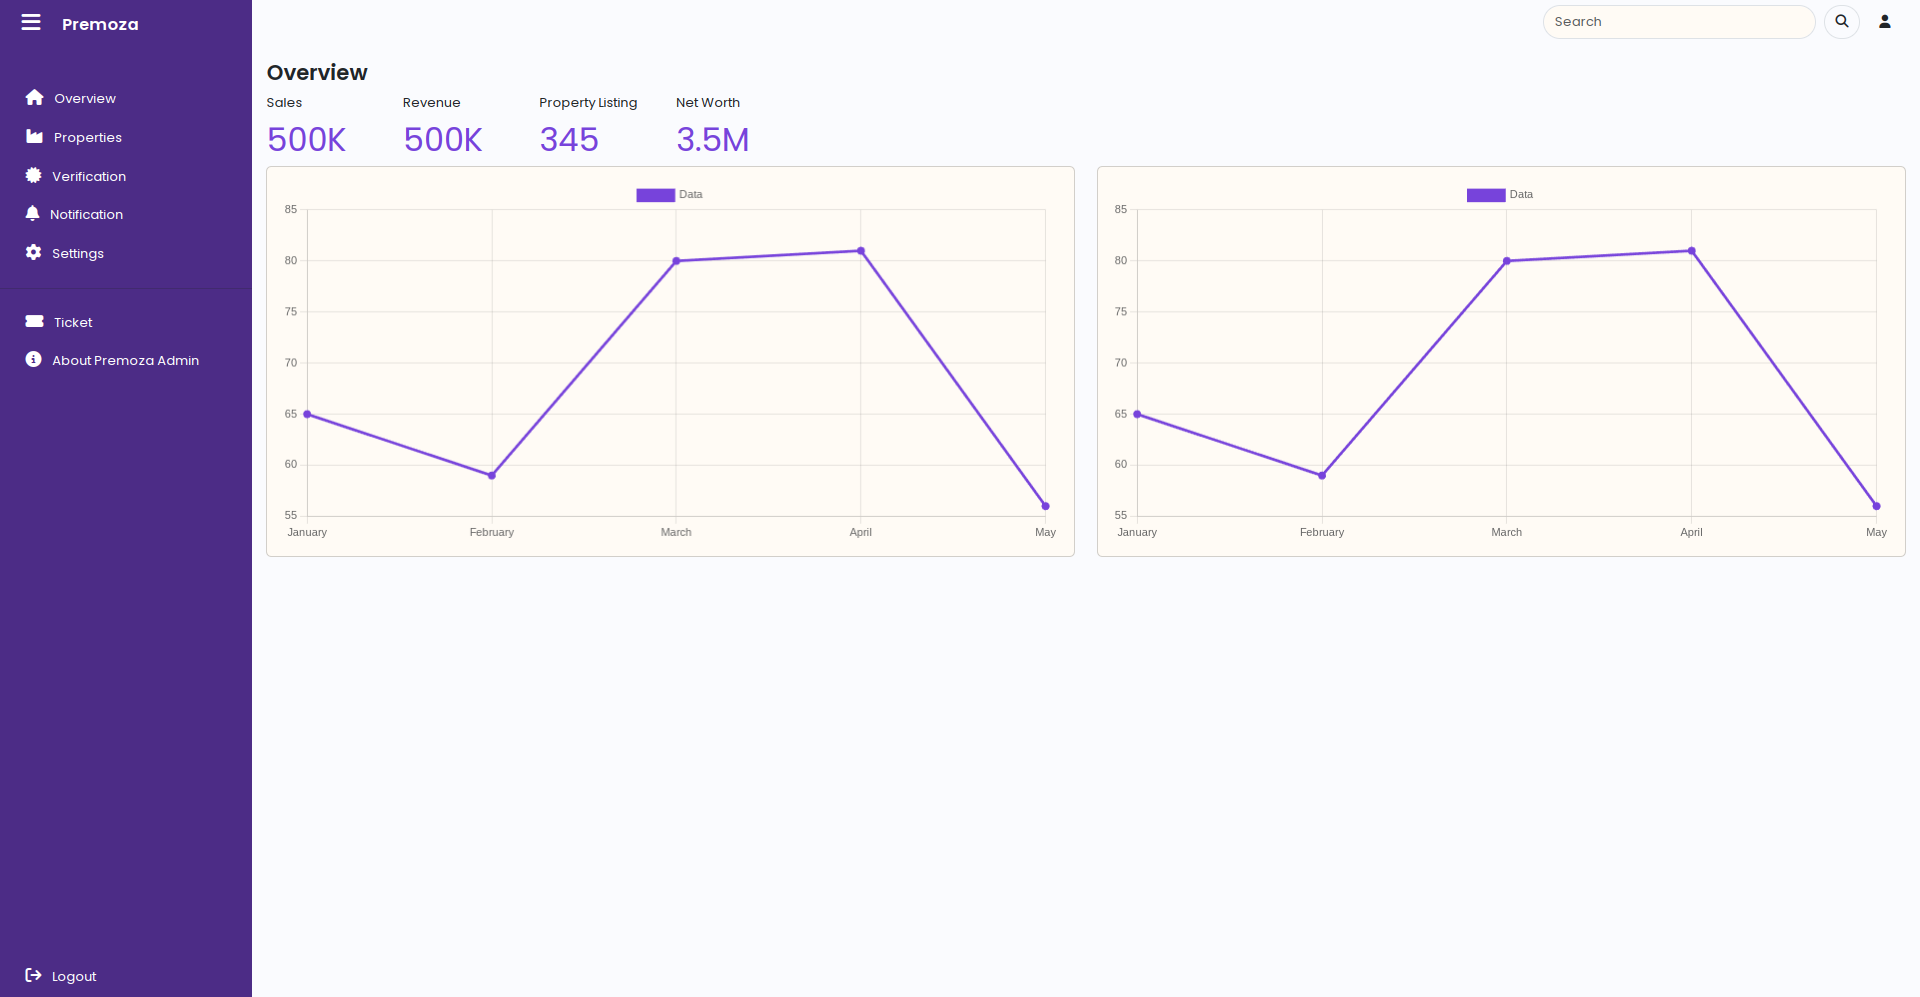 Premoza
Search
Overview
Properties
Verification
Notification
Settings
Ticket
About Premoza Admin
Logout
Overview
Sales Revenue Property Listing Net Worth
500K 500K 345 3.5M
Data
85
80
75
70
65
60
55
January February March April May
Data
85
80
75
70
65
60
55
January February March April May